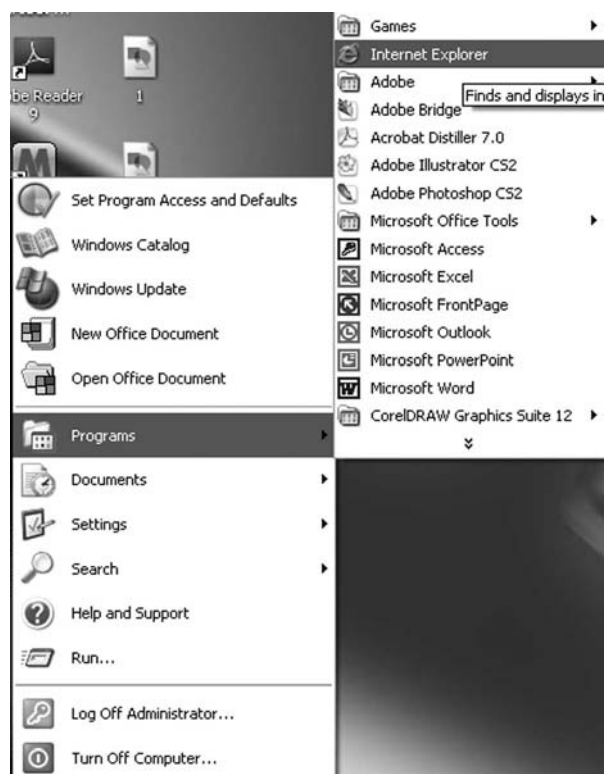 be Reader
9
1
Set Program Access and Defaults
Windows Catalog
Windows Update
New Office Document
Open Office Document
Programs
Documents
Settings
Search
Help and Support
Run...
Log Off Administrator...
Turn Off Computer...
Games
Internet Explorer
Adobe
Finds and displays in
Adobe Bridge
Acrobat Distiller 7.0
Adobe Illustrator CS2
Adobe Photoshop CS2
Microsoft Office Tools
Microsoft Access
Microsoft Excel
Microsoft FrontPage
Microsoft Outlook
Microsoft PowerPoint
Microsoft Word
CorelDRAW Graphics Suite 12